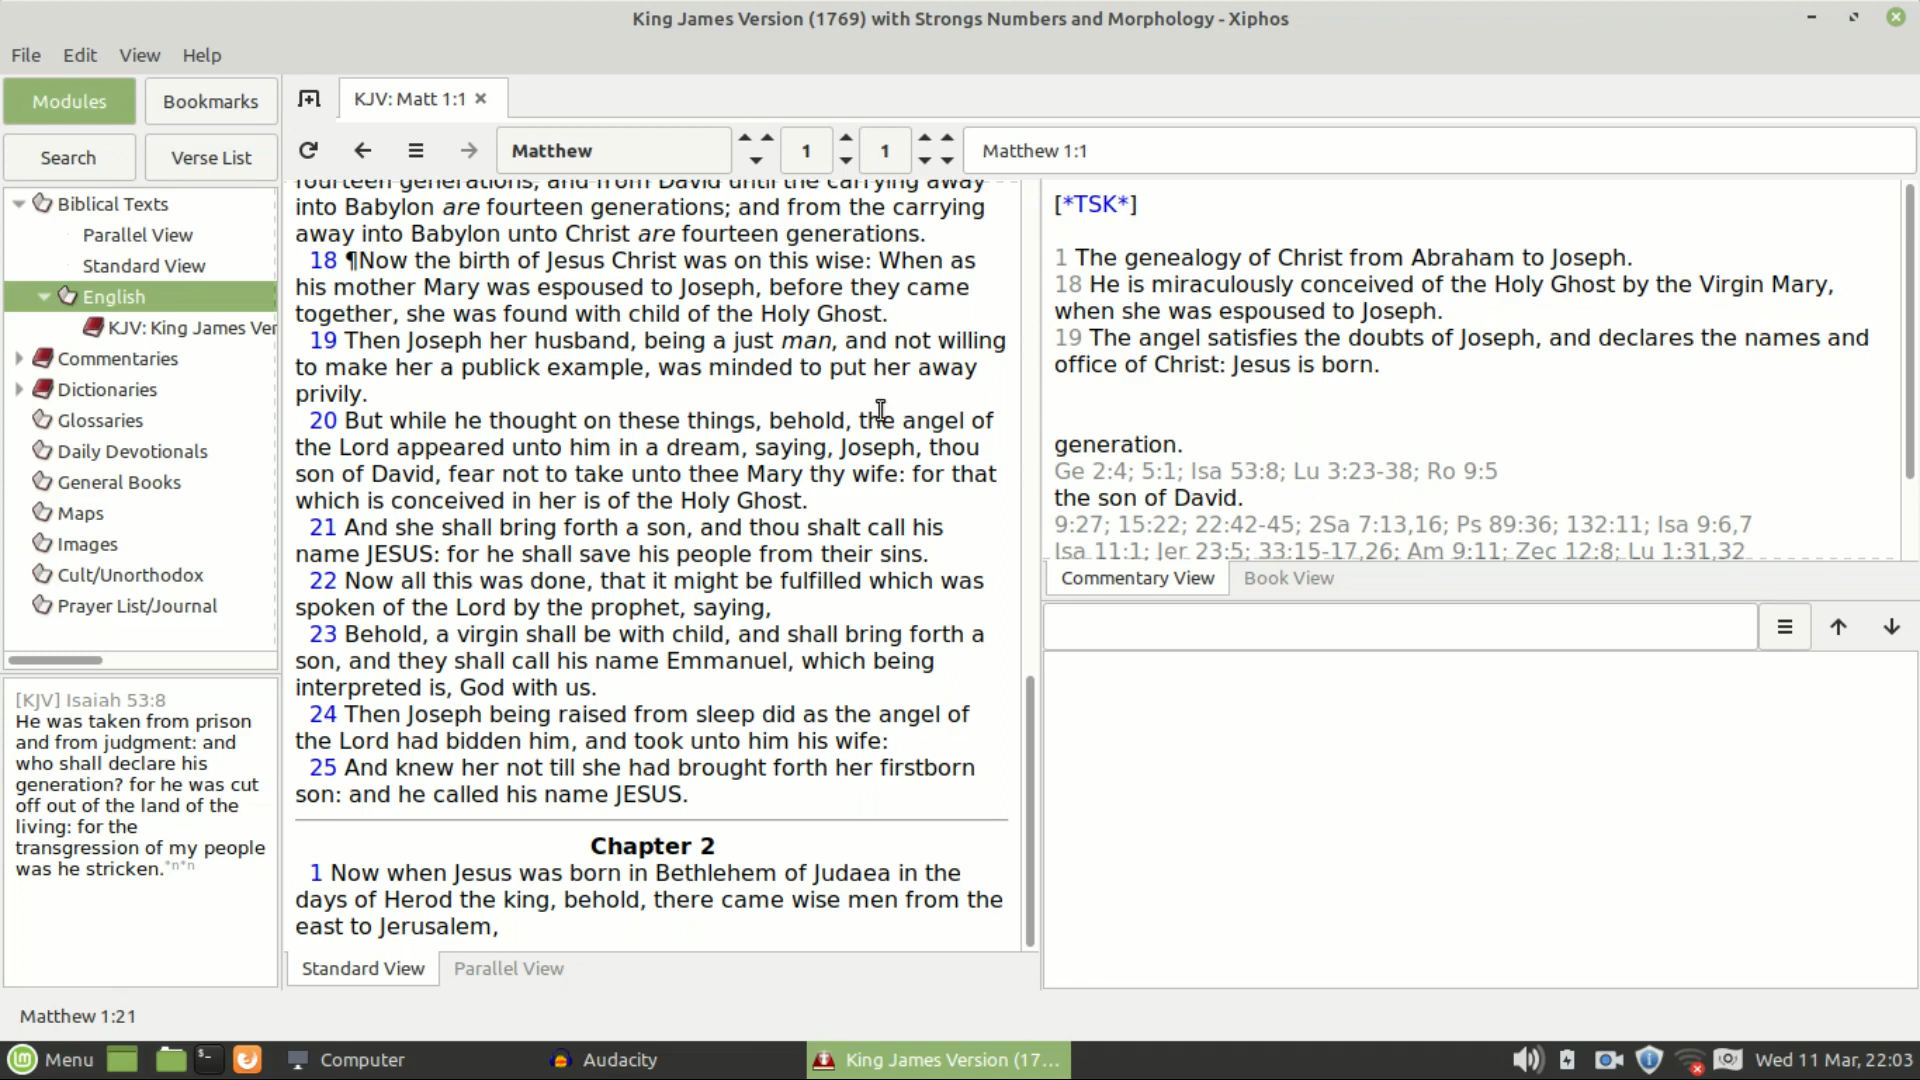 King James Version (1769) with Strongs Numbers and Morphology - Xiphos
File Edit View Help
Modules Bookmarks
Search Verse List
KJV: Matt 1:1
Matthew 1 1 Matthew 1:1
Biblical Texts
Parallel View
Standard View
English
KJV: King James Ver
Commentaries
Dictionaries
Glossaries
Daily Devotionals
General Books
Maps
Images
Cult/Unorthodox
Prayer List/Journal
[KJV] Isaiah 53:8
He was taken from prison
and from judgment: and
who shall declare his
generation? for he was cut
off out of the land of the
living: for the
transgression of my people
was he stricken.*n*n
fourteen generations; and from David until the carrying away
into Babylon are fourteen generations; and from the carrying
away into Babylon unto Christ are fourteen generations.
18 ¶Now the birth of Jesus Christ was on this wise: When as
his mother Mary was espoused to Joseph, before they came
together, she was found with child of the Holy Ghost.
19 Then Joseph her husband, being a just man, and not willing
to make her a publick example, was minded to put her away
privily.
20 But while he thought on these things, behold, the angel of
the Lord appeared unto him in a dream, saying, Joseph, thou
son of David, fear not to take unto thee Mary thy wife: for that
which is conceived in her is of the Holy Ghost.
21 And she shall bring forth a son, and thou shalt call his
name JESUS: for he shall save his people from their sins.
22 Now all this was done, that it might be fulfilled which was
spoken of the Lord by the prophet, saying,
23 Behold, a virgin shall be with child, and shall bring forth a
son, and they shall call his name Emmanuel, which being
interpreted is, God with us.
24 Then Joseph being raised from sleep did as the angel of
the Lord had bidden him, and took unto him his wife:
25 And knew her not till she had brought forth her firstborn
son: and he called his name JESUS.
Chapter 2
1 Now when Jesus was born in Bethlehem of Judaea in the
days of Herod the king, behold, there came wise men from the
east to Jerusalem,
Standard View Parallel View
[*TSK*]
1 The genealogy of Christ from Abraham to Joseph.
18 He is miraculously conceived of the Holy Ghost by the Virgin Mary,
when she was espoused to Joseph.
19 The angel satisfies the doubts of Joseph, and declares the names and
office of Christ: Jesus is born.
generation.
Ge 2:4; 5:1; Isa 53:8; Lu 3:23-38; Ro 9:5
the son of David.
9:27; 15:22; 22:42-45; 2Sa 7:13,16; Ps 89:36; 132:11; Isa 9:6,7
Isa 11:1; Jer 23:5; 33:15-17,26; Am 9:11; Zec 12:8; Lu 1:31,32
Commentary View Book View
Matthew 1:21
Menu Computer Audacity King James Version (17... Wed 11 Mar, 22:03